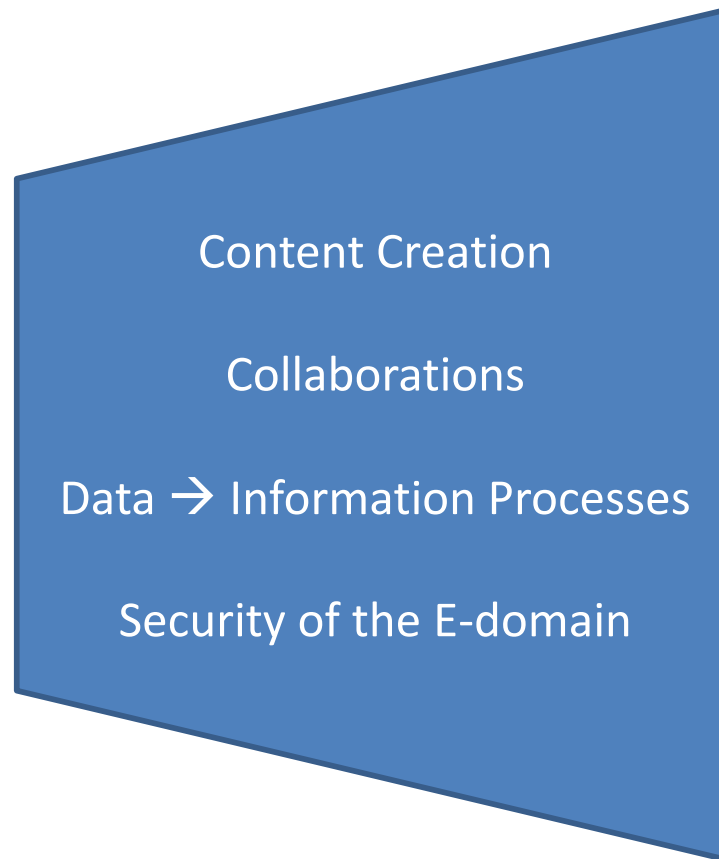 Content Creation
Collaborations
Data → Information Processes
Security of the E-domain